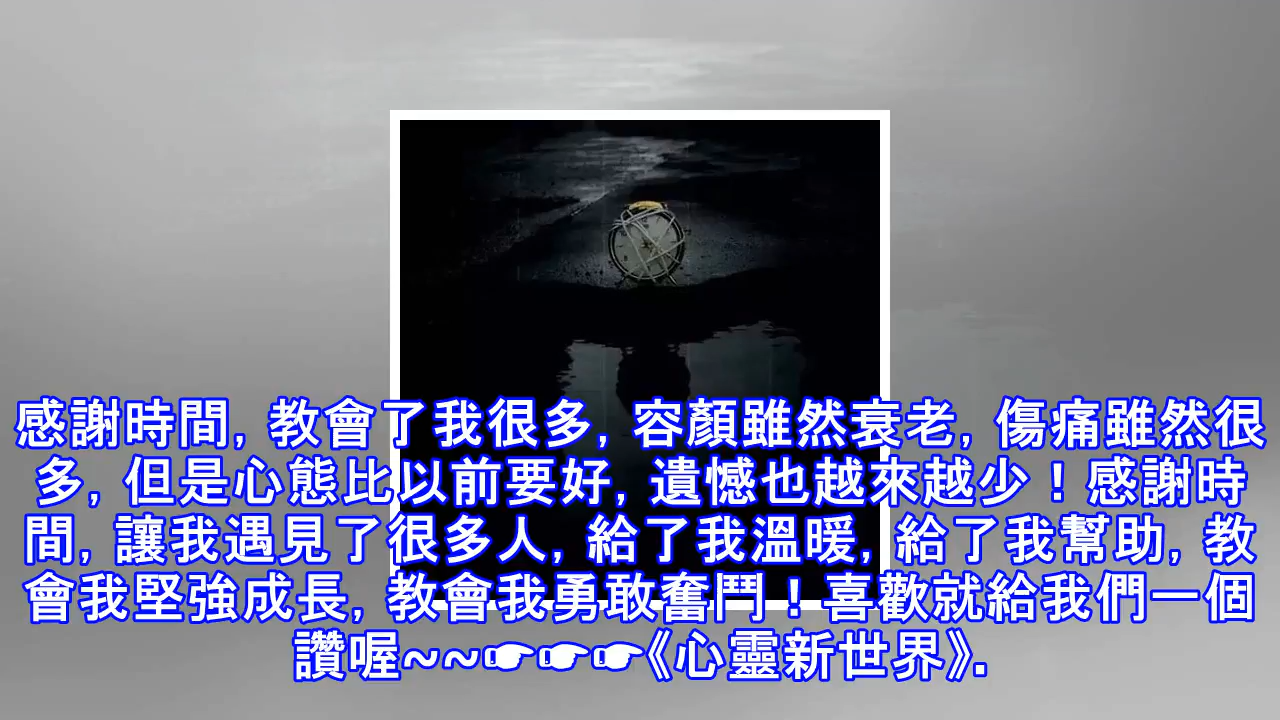 感謝時間, 教會了我很多, 容顏雖然衰老, 傷痛雖然很
多, 但是心態比以前要好, 遺憾也越來越少！感謝時
間, 讓我遇見了很多人, 給了我溫暖, 給了我幫助, 教
會我堅強成長, 教會我勇敢奮鬥！喜歡就給我們一個
讚喔~~☛☛☛《心靈新世界》.